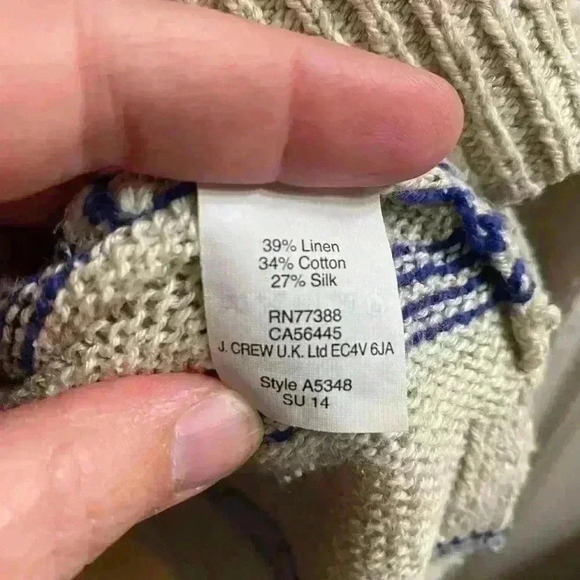 39% Linen
34% Cotton
27% Silk
RN77388
CA56445
J. CREW U.K. Ltd EC4V 6JA
Style A5348
SU 14